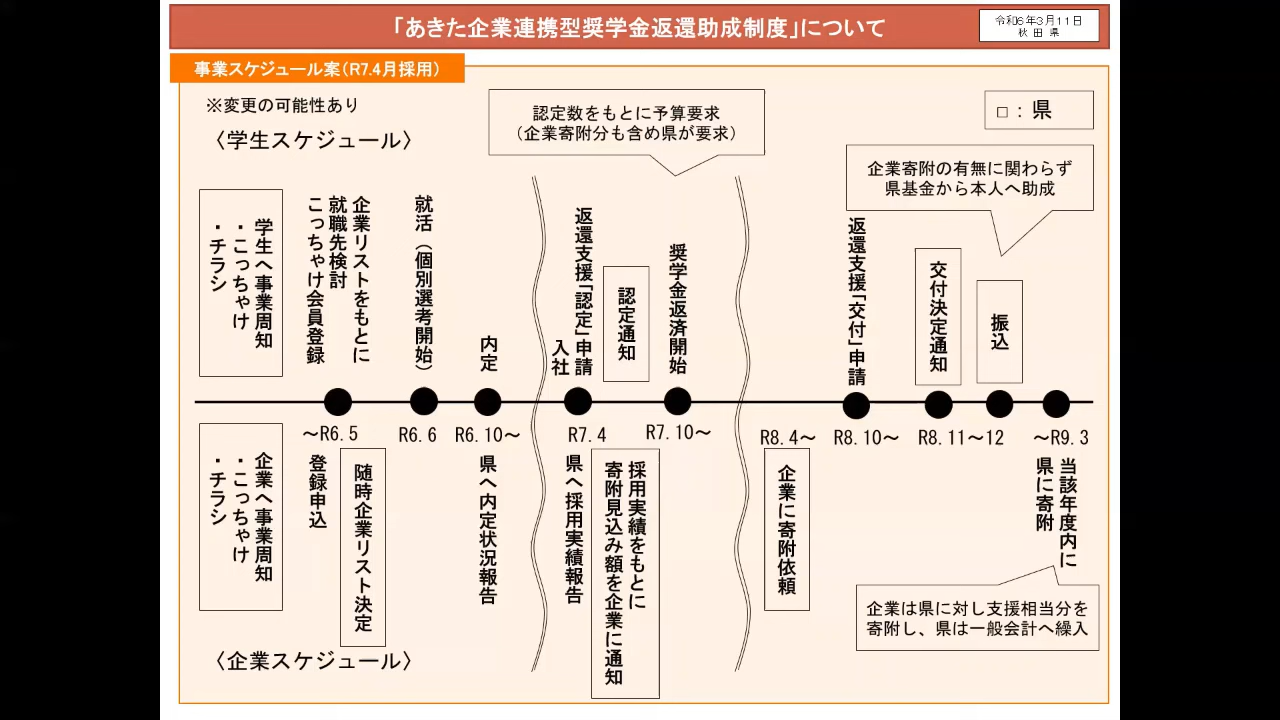 「あきた企業連携型奨学金返還助成制度」について
令和6年3月11日
秋田県
事業スケジュール案(R7.4月採用)
※変更の可能性あり
〈学生スケジュール〉
認定数をもとに予算要求
(企業寄附分も含め県が要求)
□:県
企業寄附の有無に関わらず
県基金から本人へ助成
学生へ事業周知
・こっちゃけ
・チラシ
企業リストをもとに
就職先検討
こっちゃけ会員登録
就活(個別選考開始)
内定
返還支援「認定」申請
入社
認定通知
奨学金返済開始
返還支援「交付」申請
交付決定通知
振込
～R6.5
R6.6
R6.10～
R7.4
R7.10～
R8.4～
R8.10～
R8.11～12
～R9.3
企業へ事業周知
・こっちゃけ
・チラシ
登録申込
随時企業リスト決定
県へ内定状況報告
県へ採用実績報告
採用実績をもとに
寄附見込み額を企業に通知
企業に寄附依頼
当該年度内に
県に寄附
企業は県に対し支援相当分を
寄附し、県は一般会計へ繰入
〈企業スケジュール〉